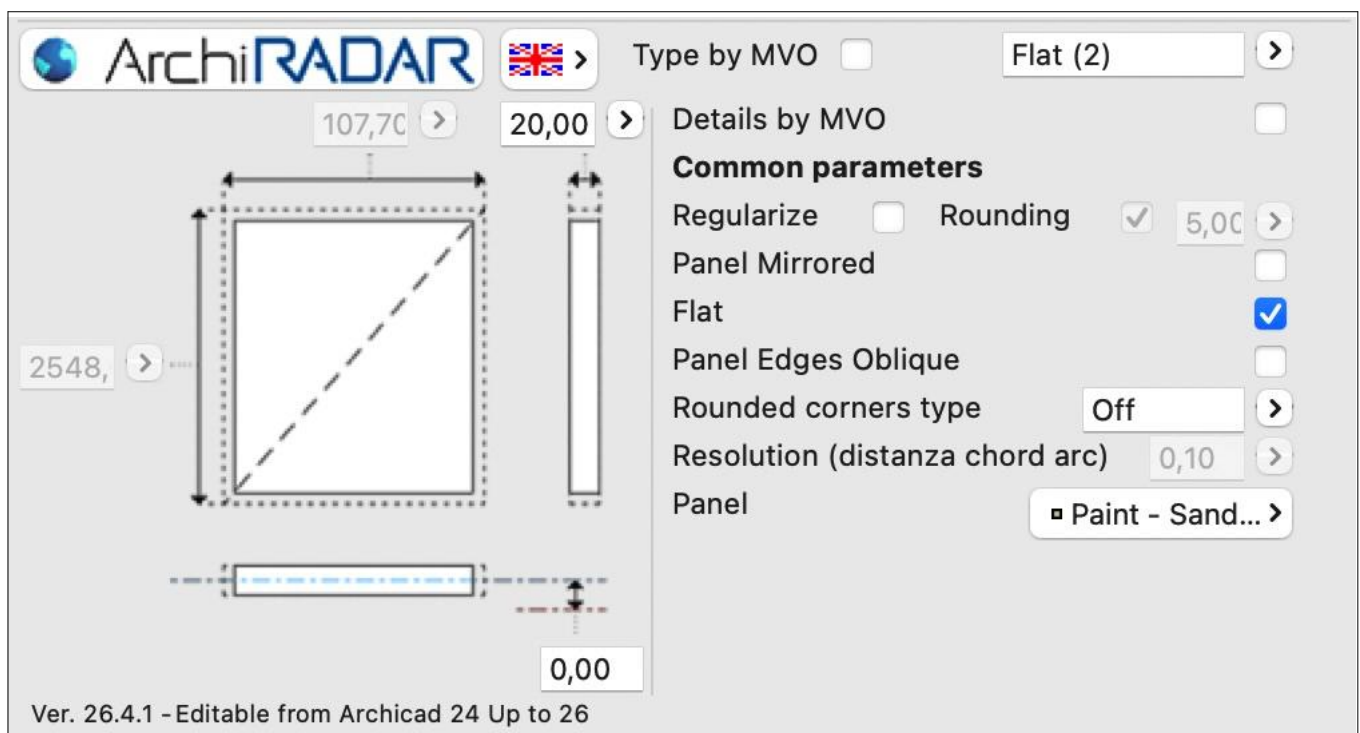 ArchiRADAR
Type by MVO
Flat (2)
107,70
20,00
Details by MVO
Common parameters
Regularize
Rounding
5,00
Panel Mirrored
Flat
2548,
Panel Edges Oblique
Rounded corners type
Off
Resolution (distanza chord arc)
0,10
Panel
Paint - Sand...
0,00
Ver. 26.4.1 - Editable from Archicad 24 Up to 26